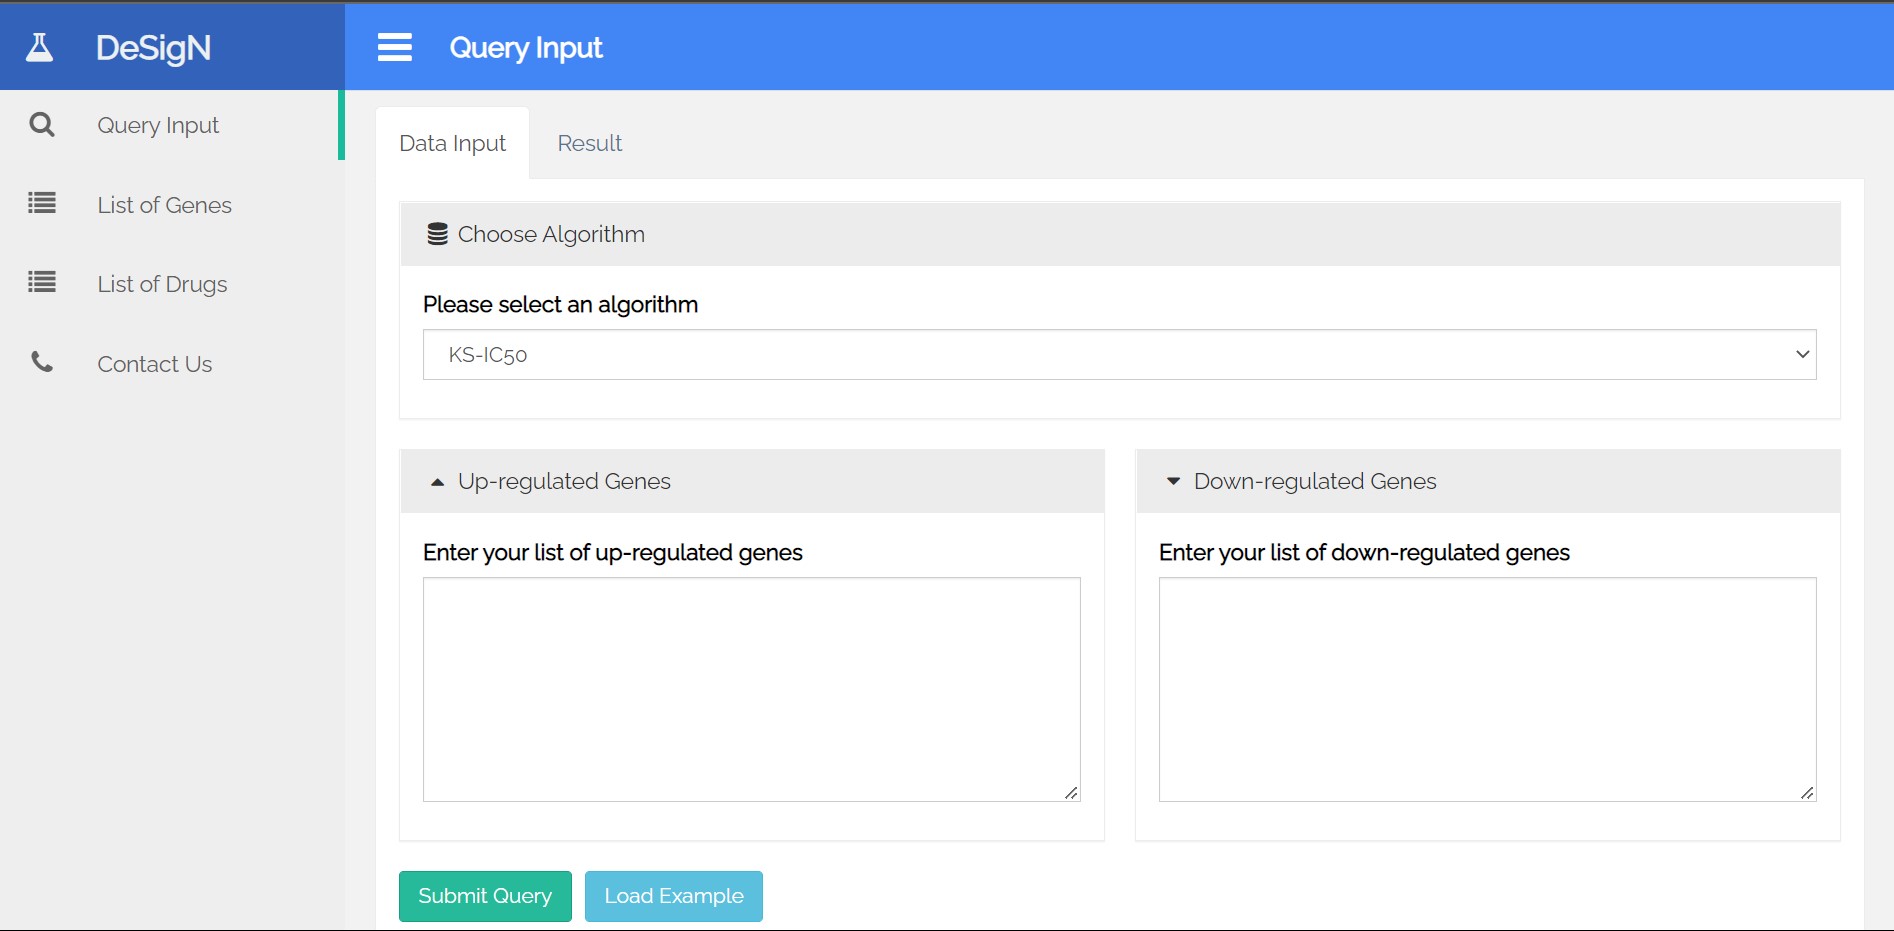 DeSigN
Query Input
Query Input
List of Genes
List of Drugs
Contact Us
Data Input
Result
Choose Algorithm
Please select an algorithm
KS-IC50
Up-regulated Genes
Enter your list of up-regulated genes
Down-regulated Genes
Enter your list of down-regulated genes
Submit Query
Load Example